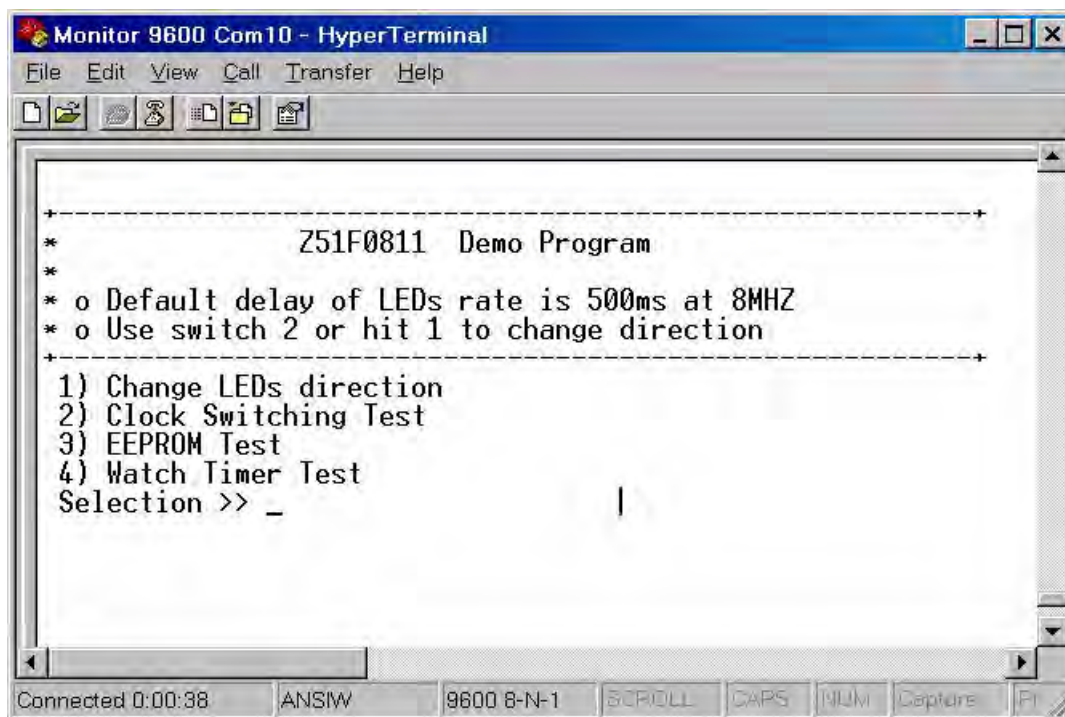 Monitor 9600 Com10 - HyperTerminal
File Edit View Call Transfer Help
+----------------------------------------------------------+
* Z51F0811 Demo Program
*
* o Default delay of LEDs rate is 500ms at 8MHZ
* o Use switch 2 or hit 1 to change direction
+----------------------------------------------------------+
1) Change LEDs direction
2) Clock Switching Test
3) EEPROM Test
4) Watch Timer Test
Selection >> _
Connected 0:00:38 ANSIW 9600 8-N-1 SCROLL CAPS NUM Capture